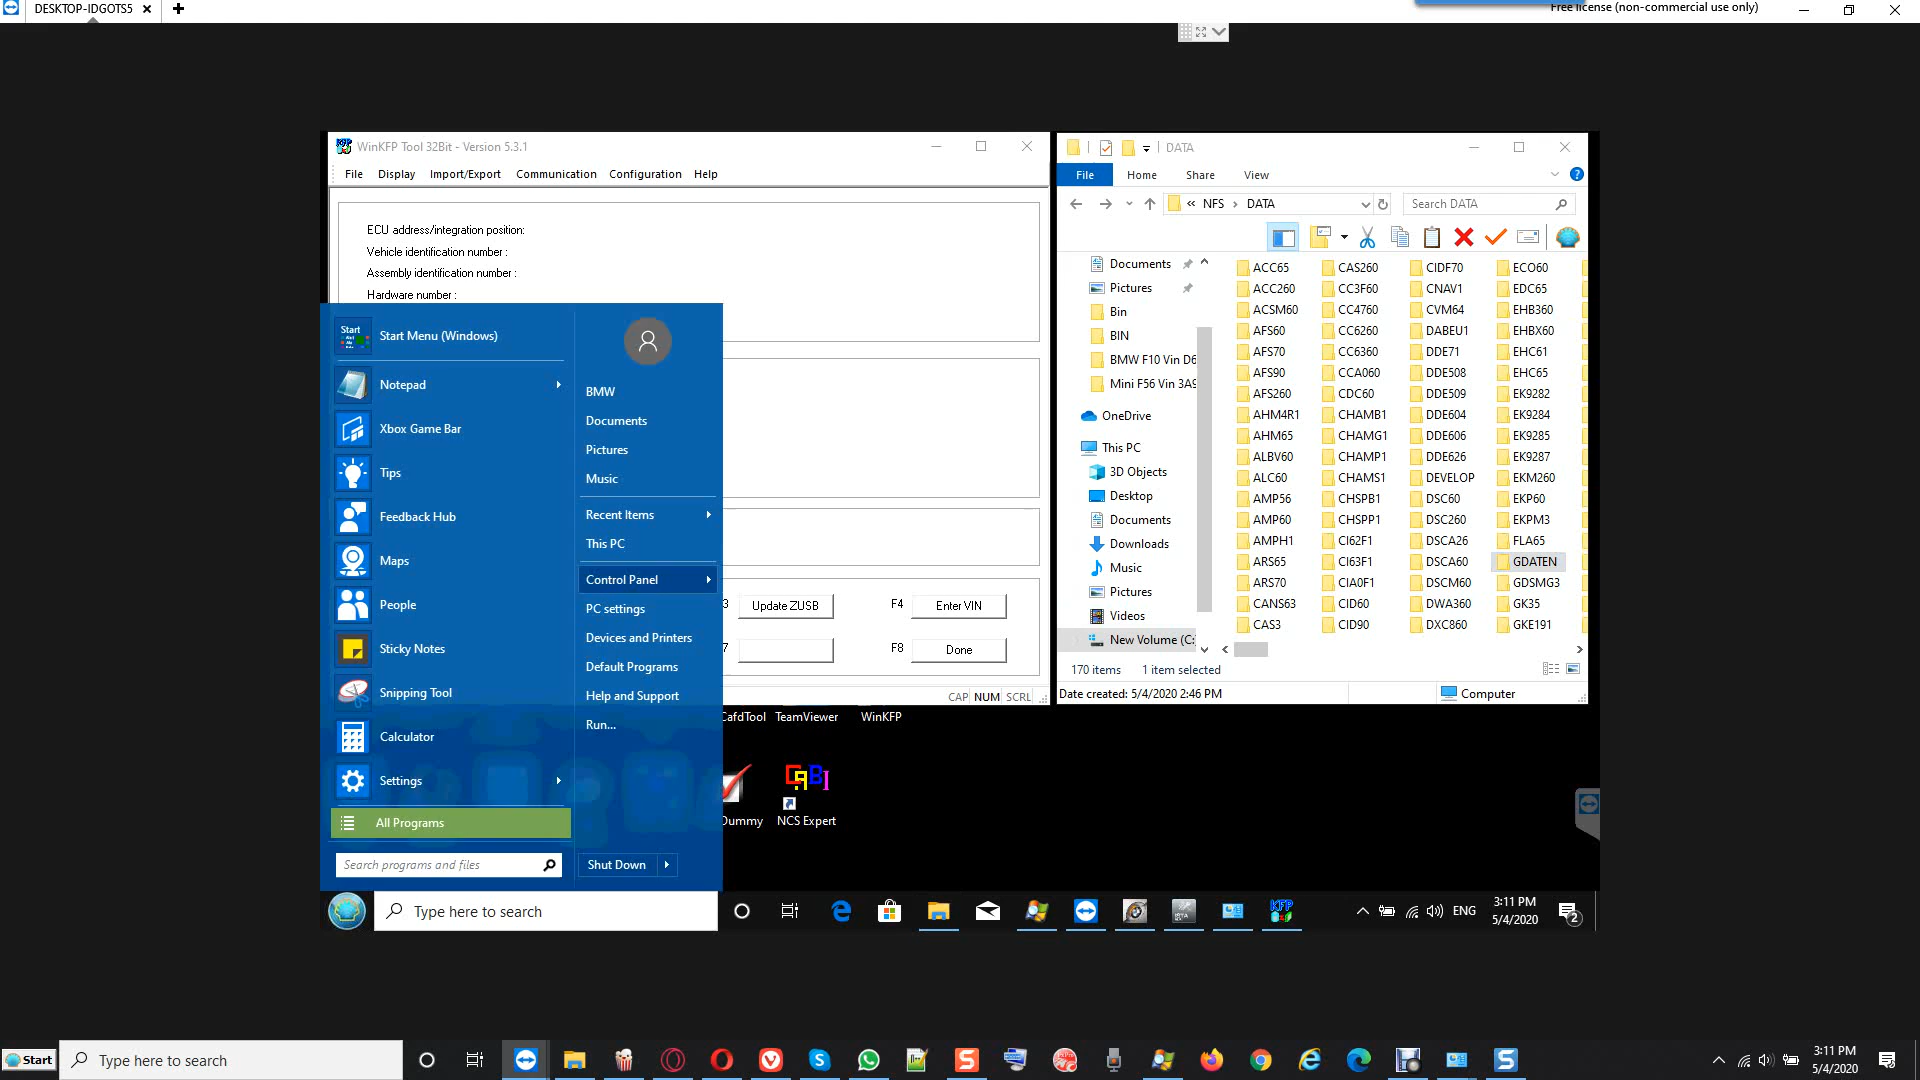 DESKTOP-IDGOTS5
Free license (non-commercial use only)
WinKFP Tool 32Bit - Version 5.3.1
File Display Import/Export Communication Configuration Help
ECU address/integration position:
Vehicle identification number :
Assembly identification number :
Hardware number :
3 Update ZUSB F4 Enter VIN
7 F8 Done
CAP NUM SCRL
DATA
File Home Share View
« NFS › DATA
Search DATA
Documents
Pictures
Bin
BIN
BMW F10 Vin D6
Mini F56 Vin 3A9
OneDrive
This PC
3D Objects
Desktop
Documents
Downloads
Music
Pictures
Videos
New Volume (C:
ACC65 CAS260 CIDF70 ECO60
ACC260 CC3F60 CNAV1 EDC65
ACSM60 CC4760 CVM64 EHB360
AFS60 CC6260 DABEU1 EHBX60
AFS70 CC6360 DDE71 EHC61
AFS90 CCA060 DDE508 EHC65
AFS260 CDC60 DDE509 EK9282
AHM4R1 CHAMB1 DDE604 EK9284
AHM65 CHAMG1 DDE606 EK9285
ALBV60 CHAMP1 DDE626 EK9287
ALC60 CHAMS1 DEVELOP EKM260
AMP56 CHSPB1 DSC60 EKP60
AMP60 CHSPP1 DSC260 EKPM3
AMPH1 CI62F1 DSCA26 FLA65
ARS65 CI63F1 DSCA60 GDATEN
ARS70 CIA0F1 DSCM60 GDSMG3
CANS63 CID60 DWA360 GK35
CAS3 CID90 DXC860 GKE191
170 items 1 item selected
Date created: 5/4/2020 2:46 PM Computer
Start
Start Menu (Windows)
Notepad
Xbox Game Bar
Tips
Feedback Hub
Maps
People
Sticky Notes
Snipping Tool
Calculator
Settings
All Programs
Search programs and files
BMW
Documents
Pictures
Music
Recent Items
This PC
Control Panel
PC settings
Devices and Printers
Default Programs
Help and Support
Run...
Shut Down
CafdTool TeamViewer WinKFP
Dummy NCS Expert
Type here to search
KFP
ENG
3:11 PM
5/4/2020
2
Start
Type here to search
3:11 PM
5/4/2020